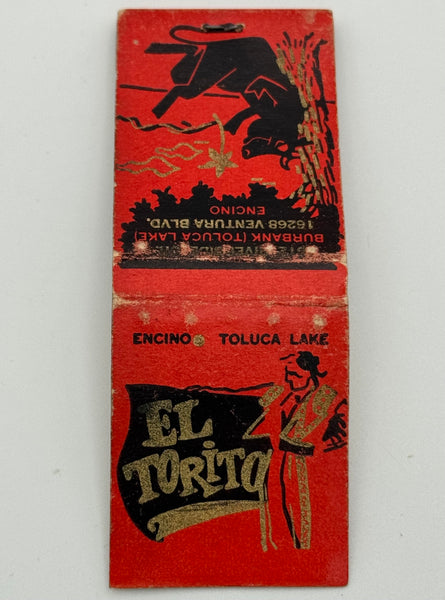 ENCINO TOLUCA LAKE
EL
TORITO
BURBANK (TOLUCA LAKE)
16268 VENTURA BLVD.
ENCINO